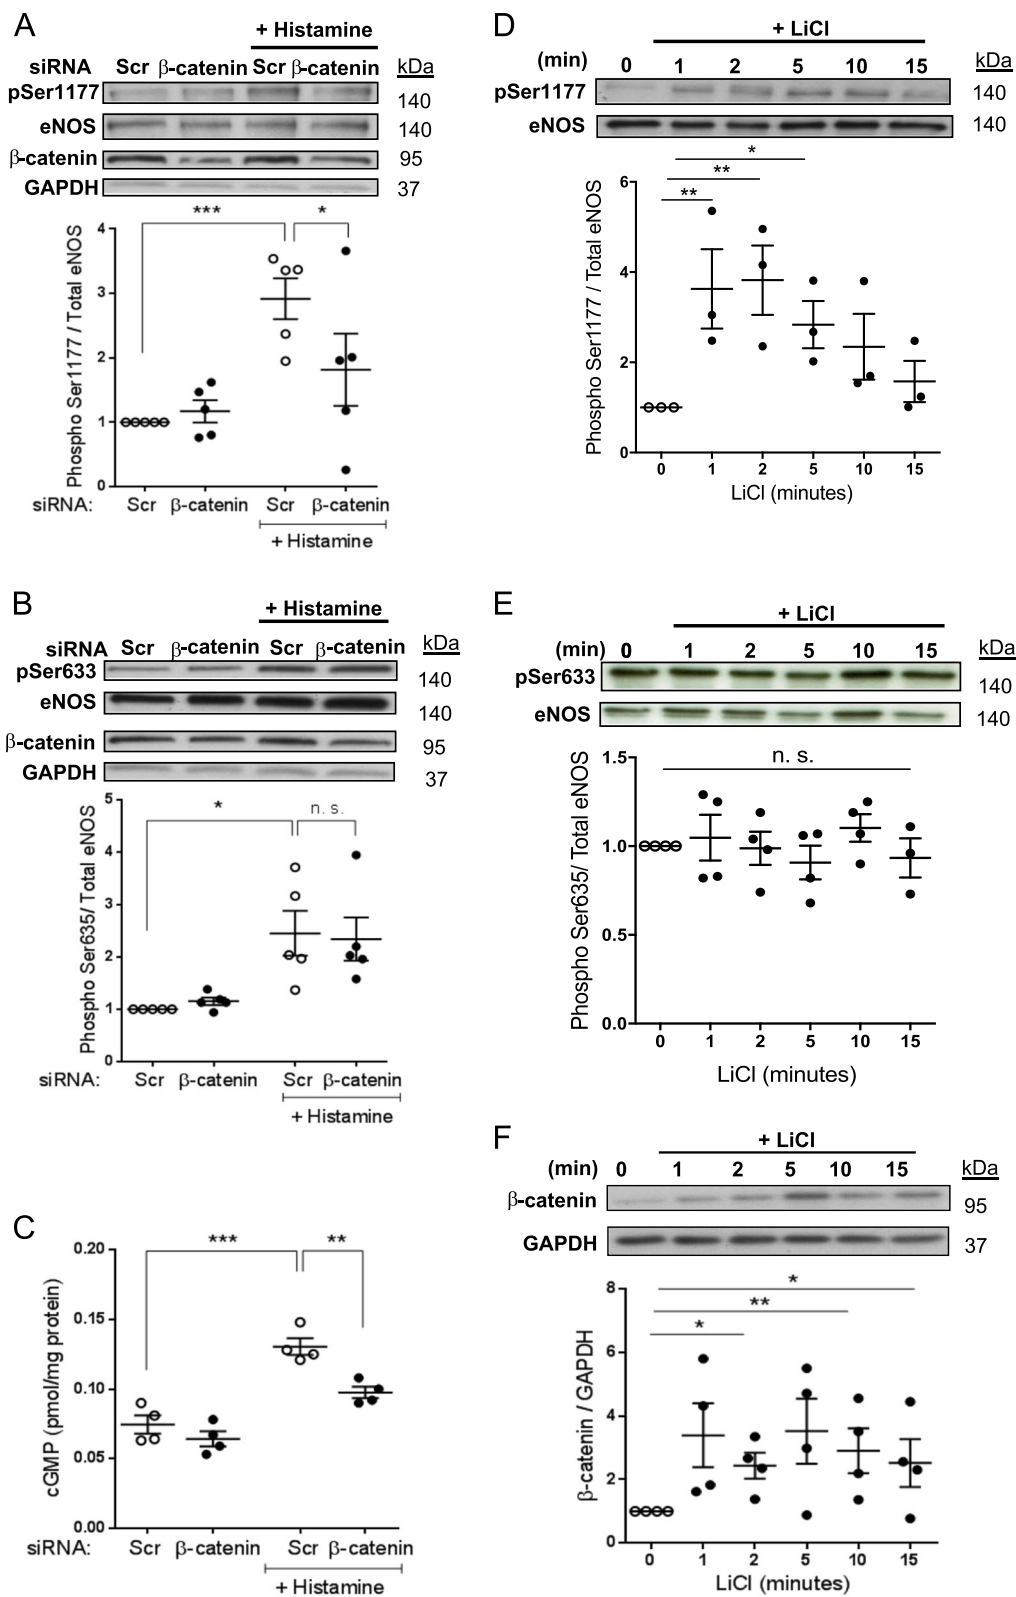 A
+ Histamine
siRNA Scr β-catenin Scr β-catenin kDa
pSer1177 140
eNOS 140
β-catenin 95
GAPDH 37
*** *
Phospho Ser1177 / Total eNOS
4
3
2
1
0
siRNA: Scr β-catenin Scr β-catenin
+ Histamine
B
+ Histamine
siRNA Scr β-catenin Scr β-catenin kDa
pSer633 140
eNOS 140
β-catenin 95
GAPDH 37
* n. s.
Phospho Ser635/ Total eNOS
5
4
3
2
1
0
siRNA: Scr β-catenin Scr β-catenin
+ Histamine
C
*** **
cGMP (pmol/mg protein)
0.20
0.15
0.10
0.05
0.00
siRNA: Scr β-catenin Scr β-catenin
+ Histamine
D
+ LiCl
(min) 0 1 2 5 10 15 kDa
pSer1177 140
eNOS 140
*
**
**
Phospho Ser1177 / Total eNOS
6
4
2
0
0 1 2 5 10 15
LiCl (minutes)
E
+ LiCl
(min) 0 1 2 5 10 15 kDa
pSer633 140
eNOS 140
n. s.
Phospho Ser635/ Total eNOS
1.5
1.0
0.5
0.0
0 1 2 5 10 15
LiCl (minutes)
F
+ LiCl
(min) 0 1 2 5 10 15 kDa
β-catenin 95
GAPDH 37
*
**
*
β-catenin / GAPDH
8
6
4
2
0
0 1 2 5 10 15
LiCl (minutes)